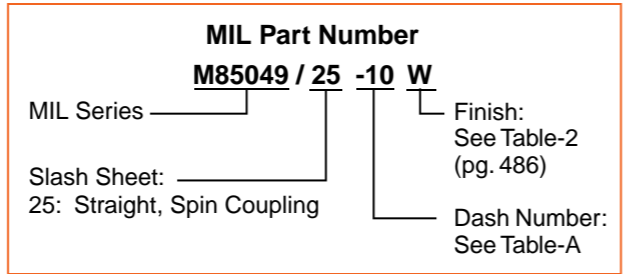 MIL Part Number
M85049 / 25 -10 W
MIL Series
Finish:
See Table-2
(pg. 486)
Slash Sheet:
25: Straight, Spin Coupling
Dash Number:
See Table-A